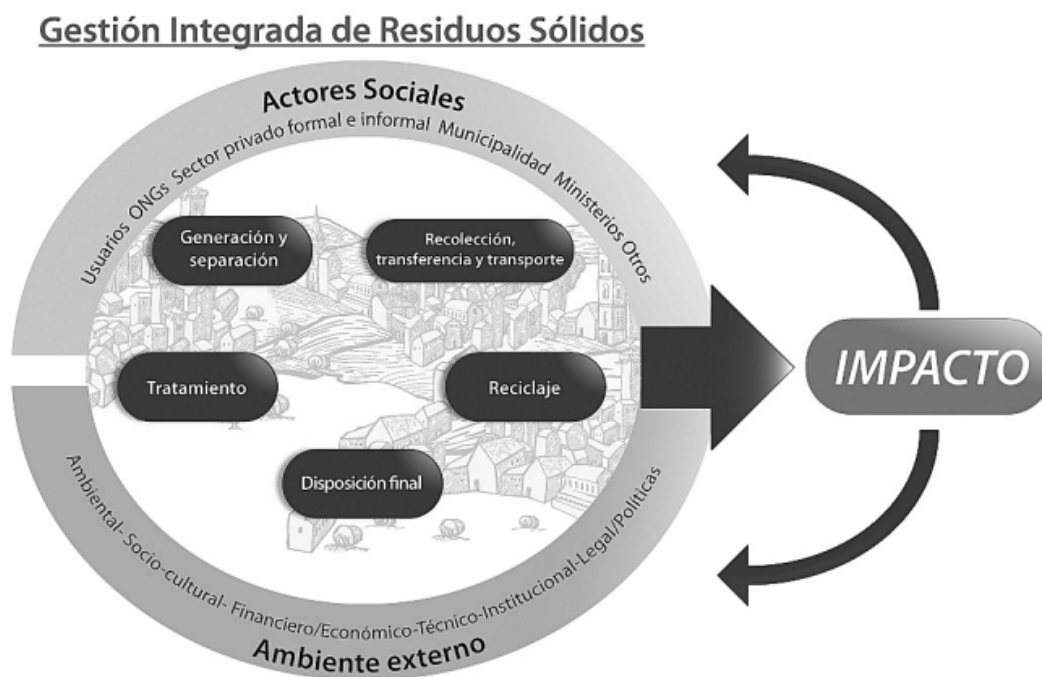 Gestión Integrada de Residuos Sólidos
Actores Sociales
Usuarios ONGs Sector privado formal e informal Municipalidad Ministerios Otros
Generación y
separación
Recolección,
transferencia y transporte
Tratamiento
Reciclaje
Disposición final
IMPACTO
Ambiental- Socio-cultural- Financiero/Económico-Técnico-Institucional-Legal/Políticas
Ambiente externo